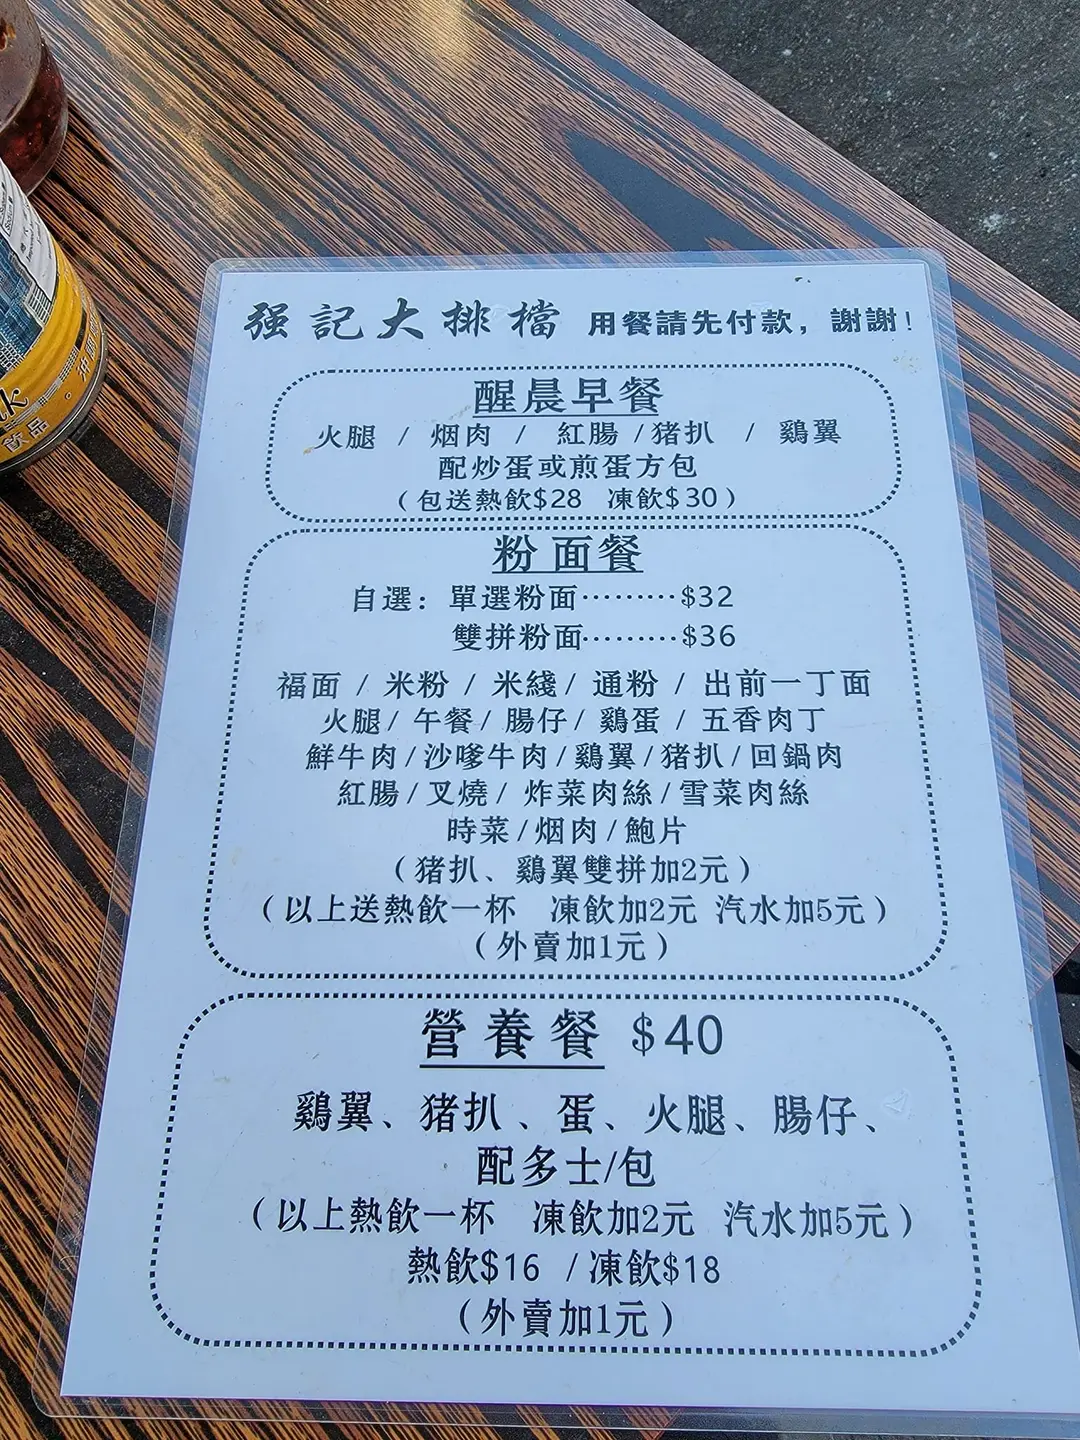 强記大排檔 用餐請先付款，謝謝！
醒晨早餐
火腿 / 烟肉 / 紅腸 /猪扒 / 鷄翼
配炒蛋或煎蛋方包
（包送熱飲$28 凍飲$30）
粉面餐
自選：單選粉面………$32
雙拼粉面………$36
福面 / 米粉 / 米綫 / 通粉 / 出前一丁面
火腿 / 午餐 / 腸仔 / 鷄蛋 / 五香肉丁
鮮牛肉 / 沙嗲牛肉 / 鷄翼 / 猪扒 / 回鍋肉
紅腸 / 叉燒 / 炸菜肉絲 / 雪菜肉絲
時菜 / 烟肉 / 鮑片
（猪扒、鷄翼雙拼加2元）
（以上送熱飲一杯 凍飲加2元 汽水加5元）
（外賣加1元）
營養餐 $40
鷄翼、猪扒、蛋、火腿、腸仔、
配多士/包
（以上熱飲一杯 凍飲加2元 汽水加5元）
熱飲$16 / 凍飲$18
（外賣加1元）
飲品